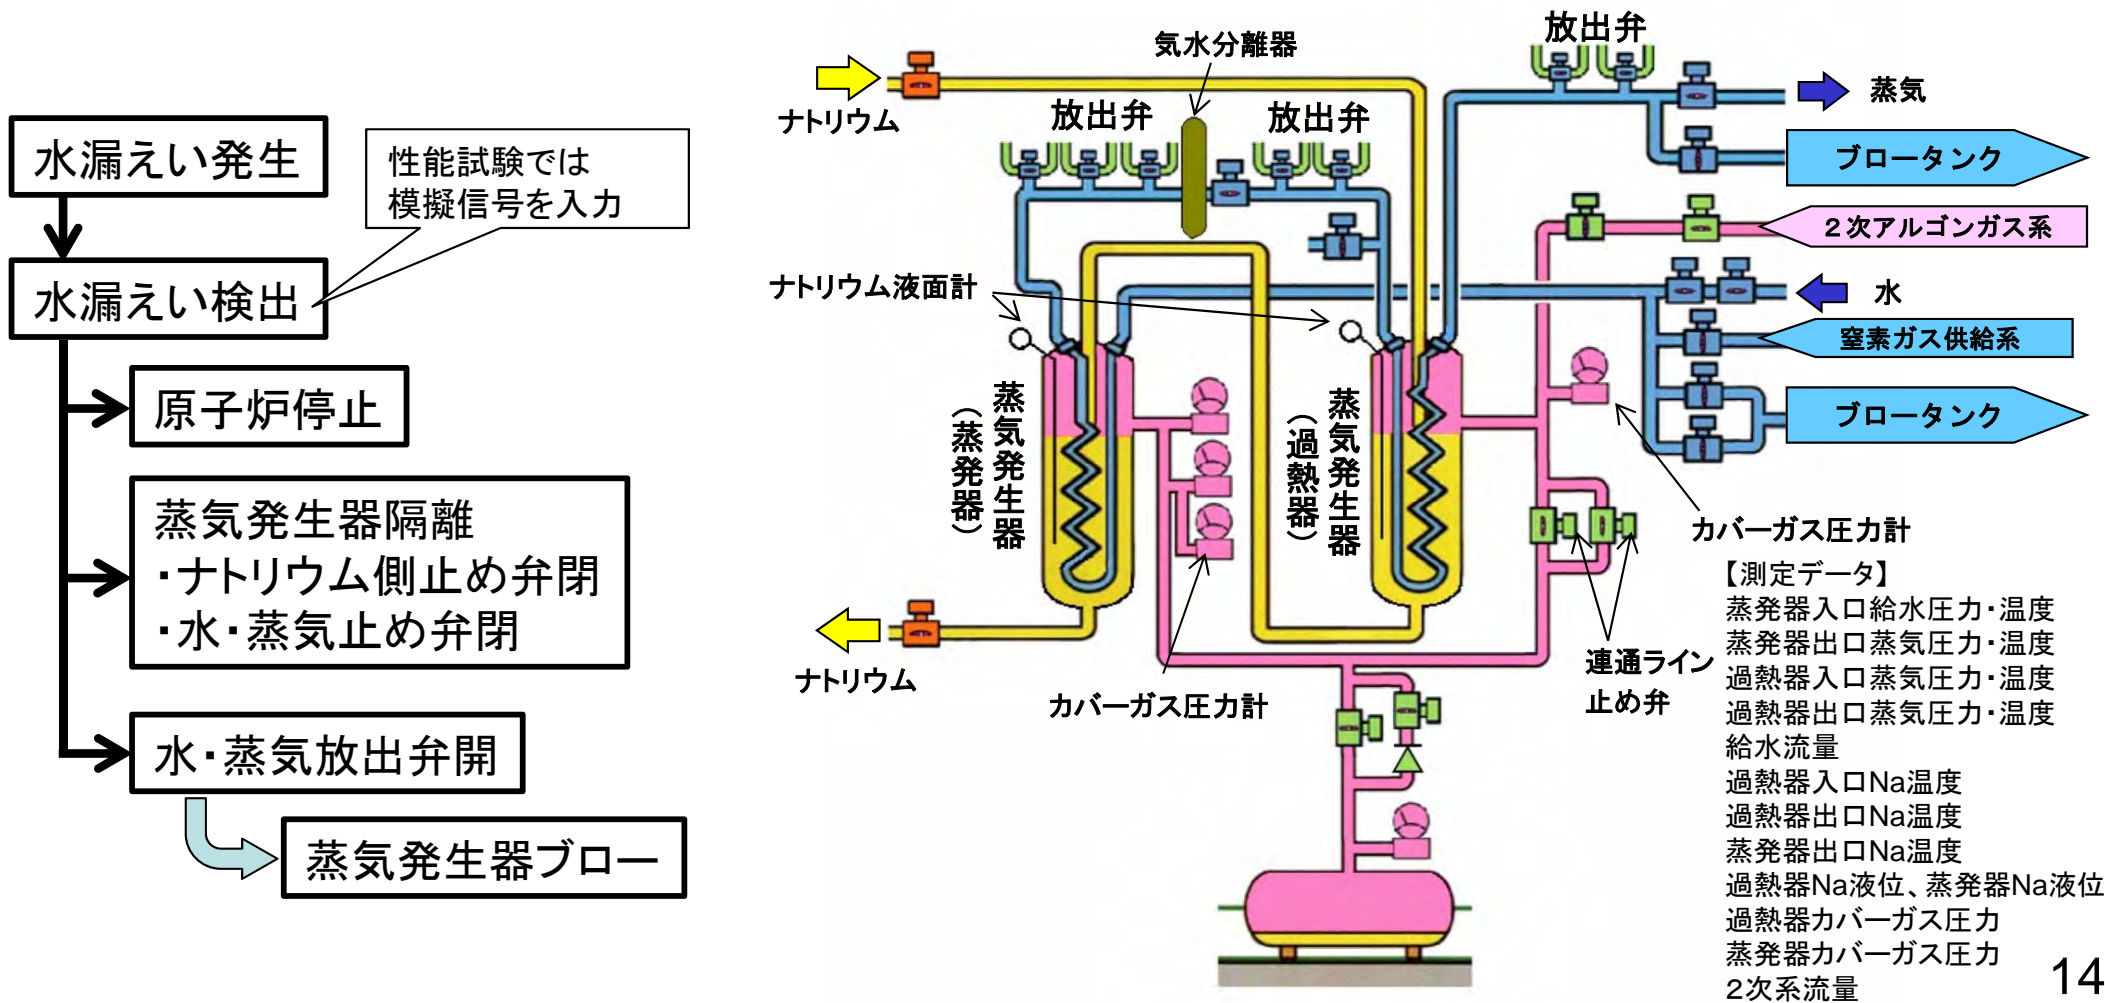 水漏えい発生
性能試験では
模擬信号を入力
水漏えい検出
原子炉停止
蒸気発生器隔離
・ナトリウム側止め弁閉
・水・蒸気止め弁閉
水・蒸気放出弁開
蒸気発生器ブロー
気水分離器
放出弁
ナトリウム
放出弁
放出弁
蒸気
ブロータンク
2次アルゴンガス系
ナトリウム液面計
水
窒素ガス供給系
ブロータンク
蒸気発生器
(蒸発器)
蒸気発生器
(過熱器)
カバーガス圧力計
ナトリウム
カバーガス圧力計
連通ライン
止め弁
【測定データ】
蒸発器入口給水圧力・温度
蒸発器出口蒸気圧力・温度
過熱器入口蒸気圧力・温度
過熱器出口蒸気圧力・温度
給水流量
過熱器入口Na温度
過熱器出口Na温度
蒸発器出口Na温度
過熱器Na液位、蒸発器Na液位
過熱器カバーガス圧力
蒸発器カバーガス圧力
2次系流量
14